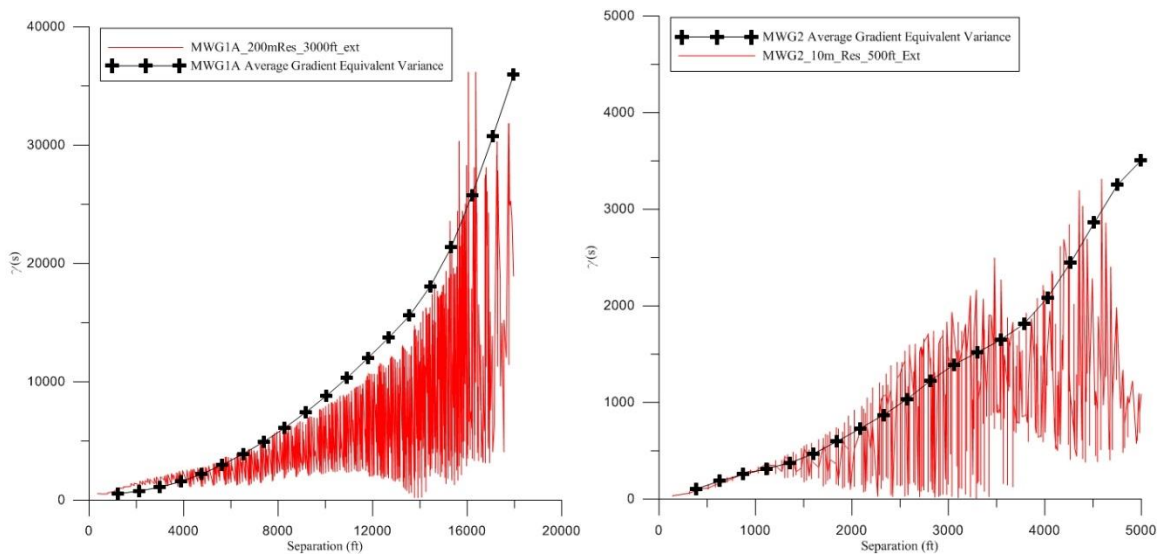 40000
MWG1A_200mRes_3000ft_ext
MWG1A Average Gradient Equivalent Variance
30000
γ(s)
20000
10000
0
0 4000 8000 12000 16000 20000
Separation (ft)
5000
MWG2 Average Gradient Equivalent Variance
MWG2_10m_Res_500ft_Ext
4000
3000
γ(s)
2000
1000
0
0 1000 2000 3000 4000 5000
Separation (ft)